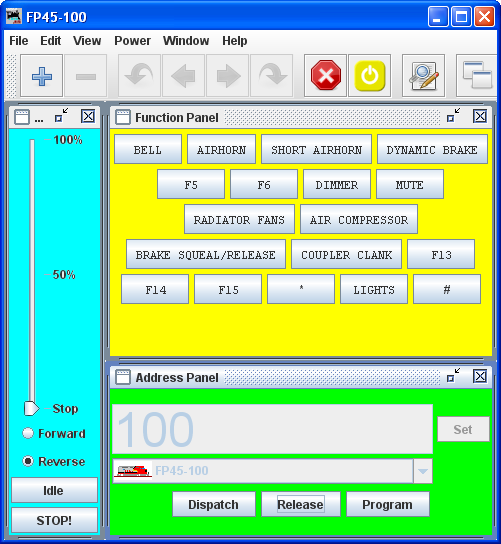 FP45-100
File Edit View Power Window Help
...
100%
50%
Stop
Forward
Reverse
Idle
STOP!
Function Panel
BELL AIRHORN SHORT AIRHORN DYNAMIC BRAKE
F5 F6 DIMMER MUTE
RADIATOR FANS AIR COMPRESSOR
BRAKE SQUEAL/RELEASE COUPLER CLANK F13
F14 F15 * LIGHTS #
Address Panel
100 Set
FP45-100
Dispatch Release Program